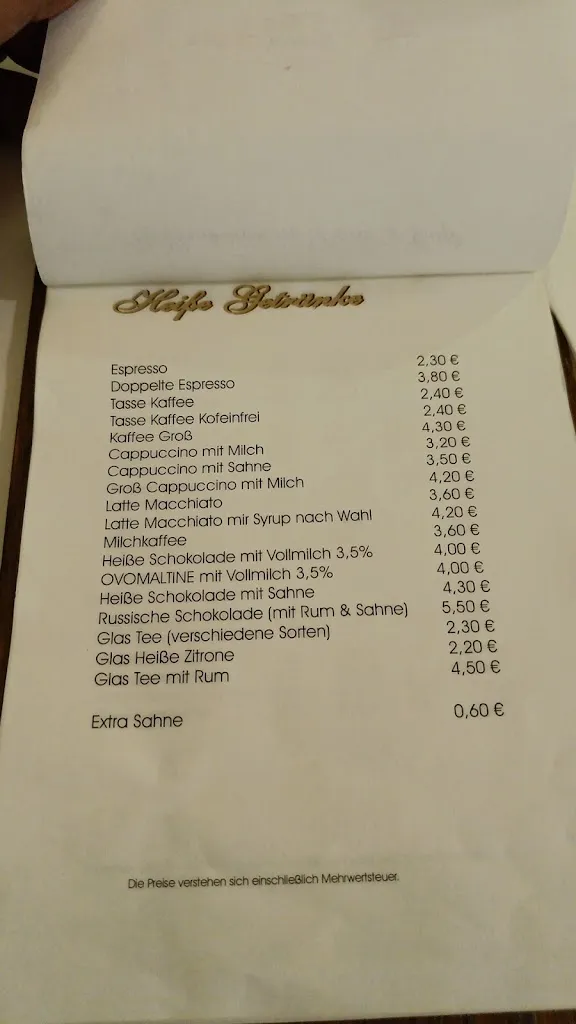 Heiße Getränke
Espresso 2,30 €
Doppelte Espresso 3,80 €
Tasse Kaffee 2,40 €
Tasse Kaffee Kofeinfrei 2,40 €
Kaffee Groß 4,30 €
Cappuccino mit Milch 3,20 €
Cappuccino mit Sahne 3,50 €
Groß Cappuccino mit Milch 4,20 €
Latte Macchiato 3,60 €
Latte Macchiato mir Syrup nach Wahl 4,20 €
Milchkaffee 3,60 €
Heiße Schokolade mit Vollmilch 3,5% 4,00 €
OVOMALTINE mit Vollmilch 3,5% 4,00 €
Heiße Schokolade mit Sahne 4,30 €
Russische Schokolade (mit Rum & Sahne) 5,50 €
Glas Tee (verschiedene Sorten) 2,30 €
Glas Heiße Zitrone 2,20 €
Glas Tee mit Rum 4,50 €
Extra Sahne 0,60 €
Die Preise verstehen sich einschließlich Mehrwertsteuer.